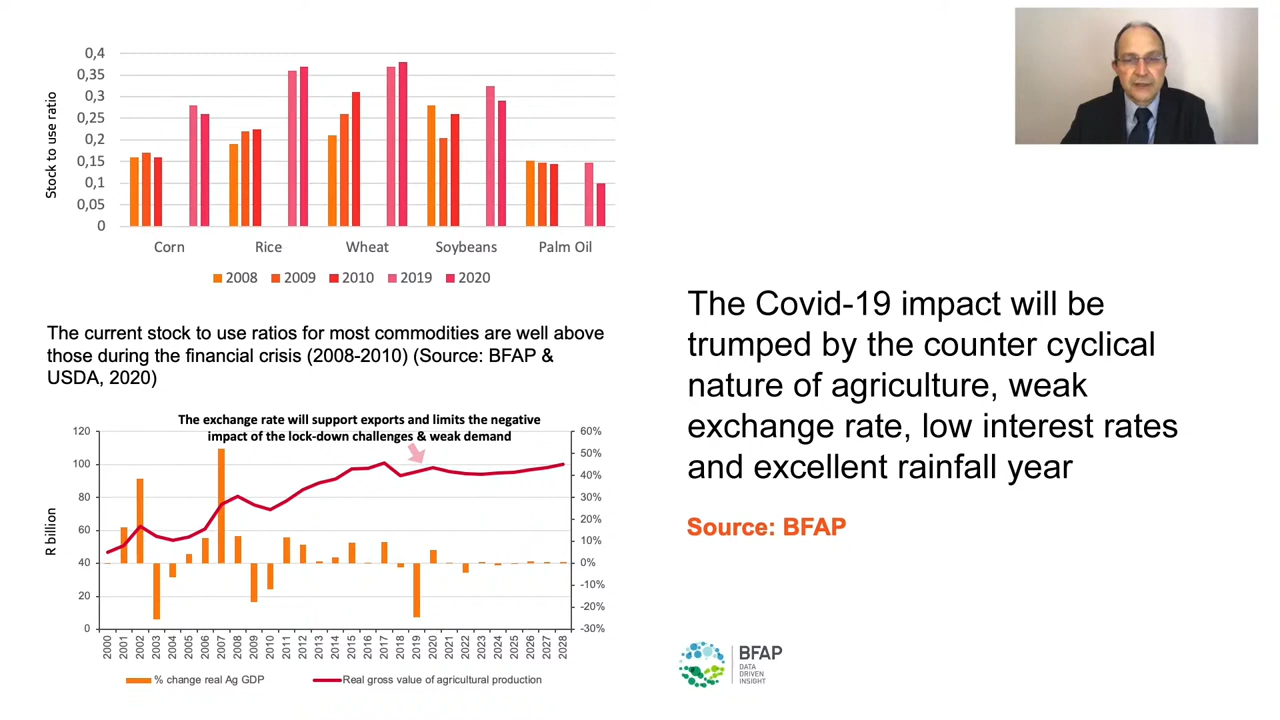 0,4
0,35
0,3
0,25
0,2
0,15
0,1
0,05
0
Stock to use ratio
Corn Rice Wheat Soybeans Palm Oil
2008 2009 2010 2019 2020
The current stock to use ratios for most commodities are well above
those during the financial crisis (2008-2010) (Source: BFAP &
USDA, 2020)
The exchange rate will support exports and limits the negative
impact of the lock-down challenges & weak demand
120
100
80
60
40
20
0
R billion
60%
50%
40%
30%
20%
10%
0%
-10%
-20%
-30%
2000 2001 2002 2003 2004 2005 2006 2007 2008 2009 2010 2011 2012 2013 2014 2015 2016 2017 2018 2019 2020 2021 2022 2023 2024 2025 2026 2027 2028
% change real Ag GDP Real gross value of agricultural production
The Covid-19 impact will be
trumped by the counter cyclical
nature of agriculture, weak
exchange rate, low interest rates
and excellent rainfall year
Source: BFAP
BFAP
DATA
DRIVEN
INSIGHT